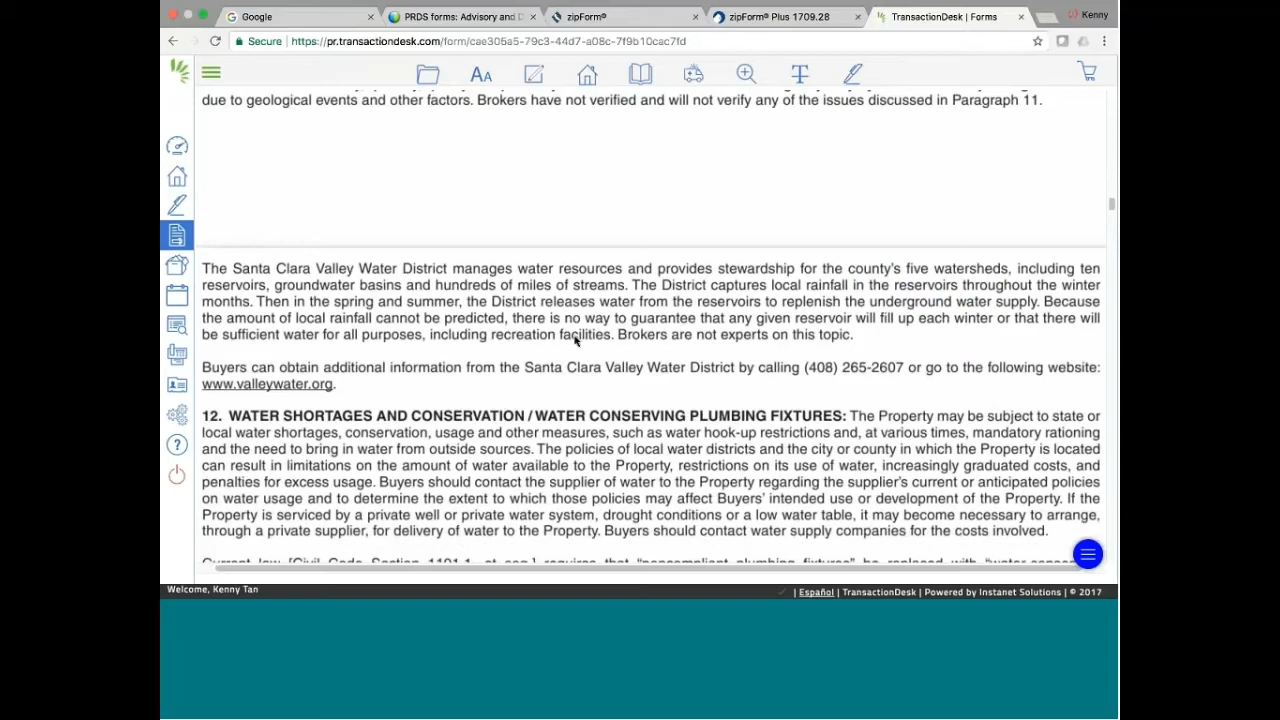 Google
PRDS forms: Advisory and D
zipForm®
zipForm® Plus 1709.28
TransactionDesk | Forms
Kenny
Secure | https://pr.transactiondesk.com/form/cae305a5-79c3-44d7-a08c-7f9b10cac7fd
due to geological events and other factors. Brokers have not verified and will not verify any of the issues discussed in Paragraph 11.
The Santa Clara Valley Water District manages water resources and provides stewardship for the county's five watersheds, including ten
reservoirs, groundwater basins and hundreds of miles of streams. The District captures local rainfall in the reservoirs throughout the winter
months. Then in the spring and summer, the District releases water from the reservoirs to replenish the underground water supply. Because
the amount of local rainfall cannot be predicted, there is no way to guarantee that any given reservoir will fill up each winter or that there will
be sufficient water for all purposes, including recreation facilities. Brokers are not experts on this topic.
Buyers can obtain additional information from the Santa Clara Valley Water District by calling (408) 265-2607 or go to the following website:
www.valleywater.org.
12. WATER SHORTAGES AND CONSERVATION / WATER CONSERVING PLUMBING FIXTURES: The Property may be subject to state or
local water shortages, conservation, usage and other measures, such as water hook-up restrictions and, at various times, mandatory rationing
and the need to bring in water from outside sources. The policies of local water districts and the city or county in which the Property is located
can result in limitations on the amount of water available to the Property, restrictions on its use of water, increasingly graduated costs, and
penalties for excess usage. Buyers should contact the supplier of water to the Property regarding the supplier's current or anticipated policies
on water usage and to determine the extent to which those policies may affect Buyers' intended use or development of the Property. If the
Property is serviced by a private well or private water system, drought conditions or a low water table, it may become necessary to arrange,
through a private supplier, for delivery of water to the Property. Buyers should contact water supply companies for the costs involved.
Current law [Civil Code Section 1101.1, et seq.] requires that "noncompliant plumbing fixtures" be replaced with
Welcome, Kenny Tan
| Español | TransactionDesk | Powered by Instanet Solutions | © 2017